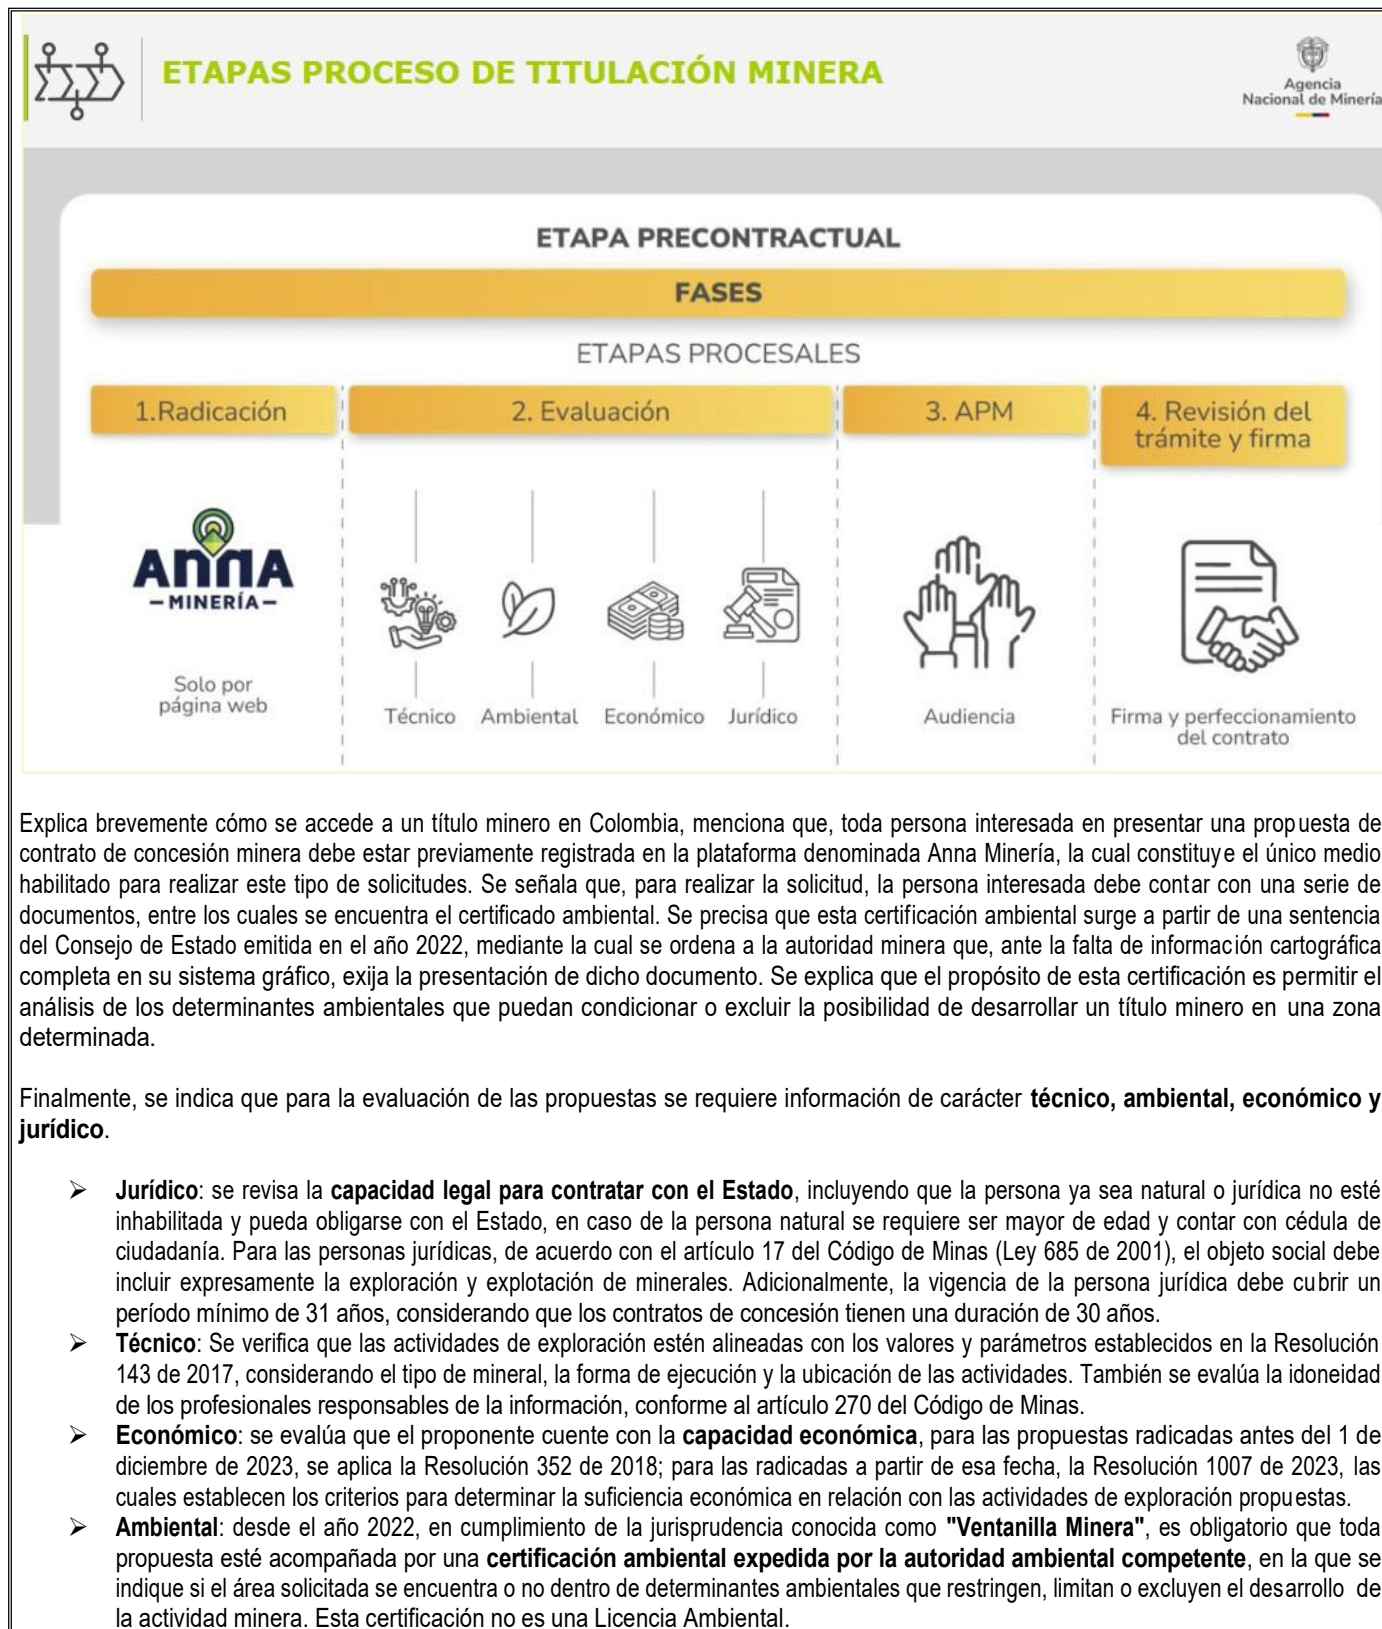 ETAPAS PROCESO DE TITULACIÓN MINERA
Agencia
Nacional de Minería
ETAPA PRECONTRACTUAL
FASES
ETAPAS PROCESALES
1.Radicación
2. Evaluación
3. APM
4. Revisión del
trámite y firma
ANNA
–MINERÍA–
Solo por
página web
Técnico
Ambiental
Económico
Jurídico
Audiencia
Firma y perfeccionamiento
del contrato
Explica brevemente cómo se accede a un título minero en Colombia, menciona que, toda persona interesada en presentar una propuesta de
contrato de concesión minera debe estar previamente registrada en la plataforma denominada Anna Minería, la cual constituye el único medio
habilitado para realizar este tipo de solicitudes. Se señala que, para realizar la solicitud, la persona interesada debe contar con una serie de
documentos, entre los cuales se encuentra el certificado ambiental. Se precisa que esta certificación ambiental surge a partir de una sentencia
del Consejo de Estado emitida en el año 2022, mediante la cual se ordena a la autoridad minera que, ante la falta de información cartográfica
completa en su sistema gráfico, exija la presentación de dicho documento. Se explica que el propósito de esta certificación es permitir el
análisis de los determinantes ambientales que puedan condicionar o excluir la posibilidad de desarrollar un título minero en una zona
determinada.
Finalmente, se indica que para la evaluación de las propuestas se requiere información de carácter técnico, ambiental, económico y
jurídico.
➤ Jurídico: se revisa la capacidad legal para contratar con el Estado, incluyendo que la persona ya sea natural o jurídica no esté
inhabilitada y pueda obligarse con el Estado, en caso de la persona natural se requiere ser mayor de edad y contar con cédula de
ciudadanía. Para las personas jurídicas, de acuerdo con el artículo 17 del Código de Minas (Ley 685 de 2001), el objeto social debe
incluir expresamente la exploración y explotación de minerales. Adicionalmente, la vigencia de la persona jurídica debe cubrir un
período mínimo de 31 años, considerando que los contratos de concesión tienen una duración de 30 años.
➤ Técnico: Se verifica que las actividades de exploración estén alineadas con los valores y parámetros establecidos en la Resolución
143 de 2017, considerando el tipo de mineral, la forma de ejecución y la ubicación de las actividades. También se evalúa la idoneidad
de los profesionales responsables de la información, conforme al artículo 270 del Código de Minas.
➤ Económico: se evalúa que el proponente cuente con la capacidad económica, para las propuestas radicadas antes del 1 de
diciembre de 2023, se aplica la Resolución 352 de 2018; para las radicadas a partir de esa fecha, la Resolución 1007 de 2023, las
cuales establecen los criterios para determinar la suficiencia económica en relación con las actividades de exploración propuestas.
➤ Ambiental: desde el año 2022, en cumplimiento de la jurisprudencia conocida como "Ventanilla Minera", es obligatorio que toda
propuesta esté acompañada por una certificación ambiental expedida por la autoridad ambiental competente, en la que se
indique si el área solicitada se encuentra o no dentro de determinantes ambientales que restringen, limitan o excluyen el desarrollo de
la actividad minera. Esta certificación no es una Licencia Ambiental.